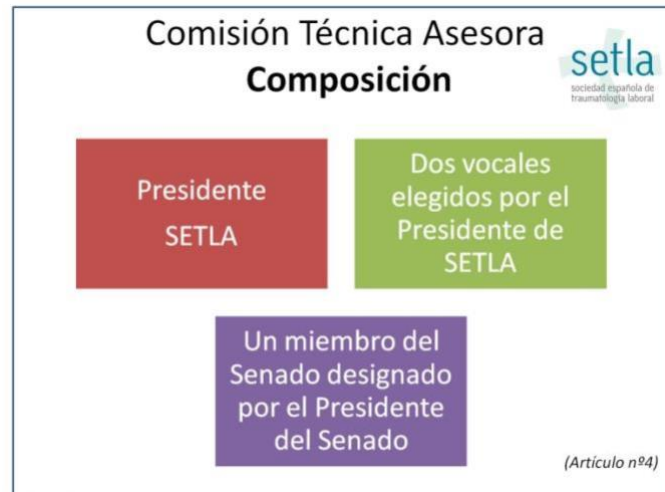 Comisión Técnica Asesora
Composición
setla
sociedad española de
traumatología laboral
Presidente
SETLA
Dos vocales
elegidos por el
Presidente de
SETLA
Un miembro del
Senado designado
por el Presidente
del Senado
(Artículo nº4)